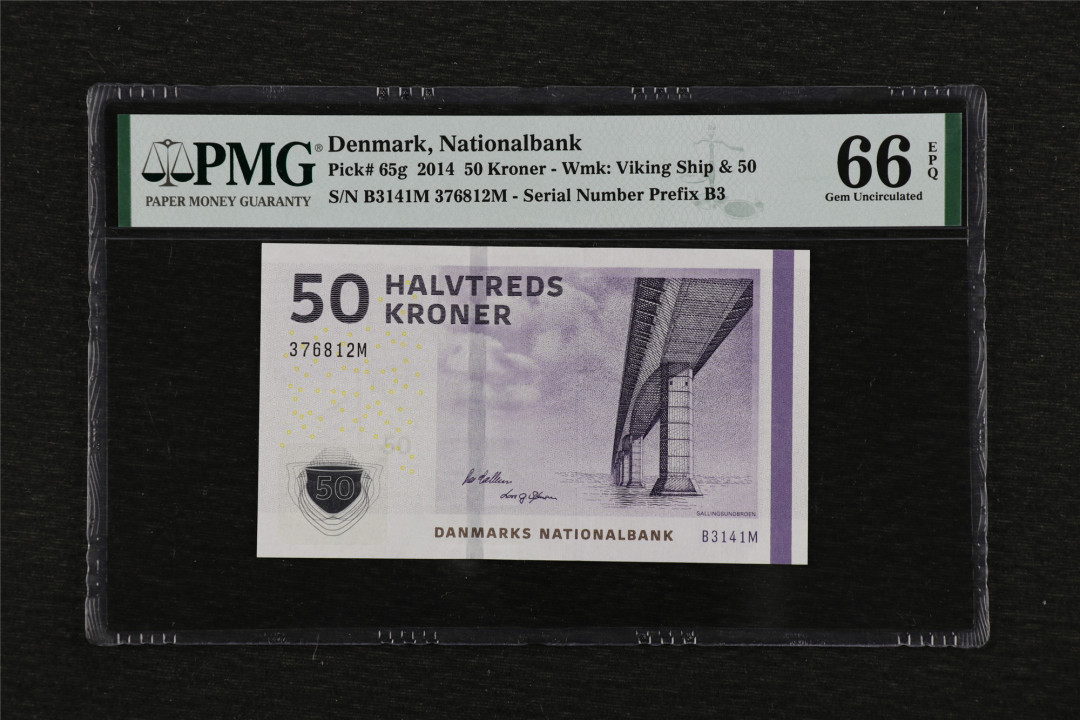 PMG®
PAPER MONEY GUARANTY
Denmark, Nationalbank
Pick# 65g 2014 50 Kroner - Wmk: Viking Ship & 50
S/N B3141M 376812M - Serial Number Prefix B3
66
EPQ
Gem Uncirculated
50 HALVTREDS
KRONER
376812M
50
50
SALLINGSUNDBROEN
DANMARKS NATIONALBANK
B3141M